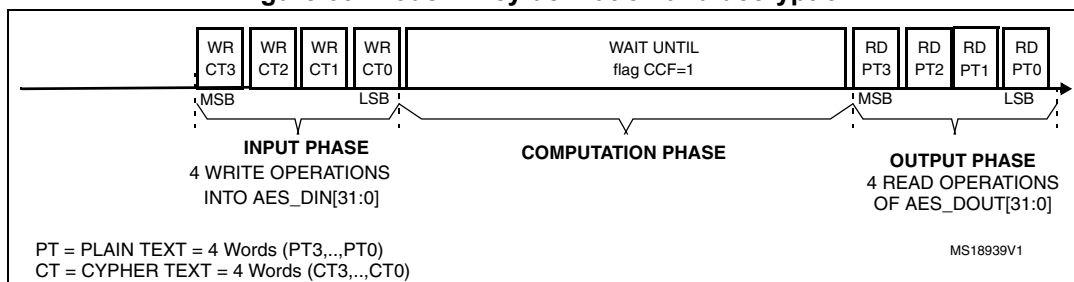 WR CT3 WR CT2 WR CT1 WR CT0 WAIT UNTIL flag CCF=1 RD PT3 RD PT2 RD PT1 RD PT0
MSB LSB MSB LSB
INPUT PHASE
4 WRITE OPERATIONS
INTO AES_DIN[31:0]
COMPUTATION PHASE
OUTPUT PHASE
4 READ OPERATIONS
OF AES_DOUT[31:0]
PT = PLAIN TEXT = 4 Words (PT3,..,PT0)
CT = CYPHER TEXT = 4 Words (CT3,..,CT0)
MS18939V1